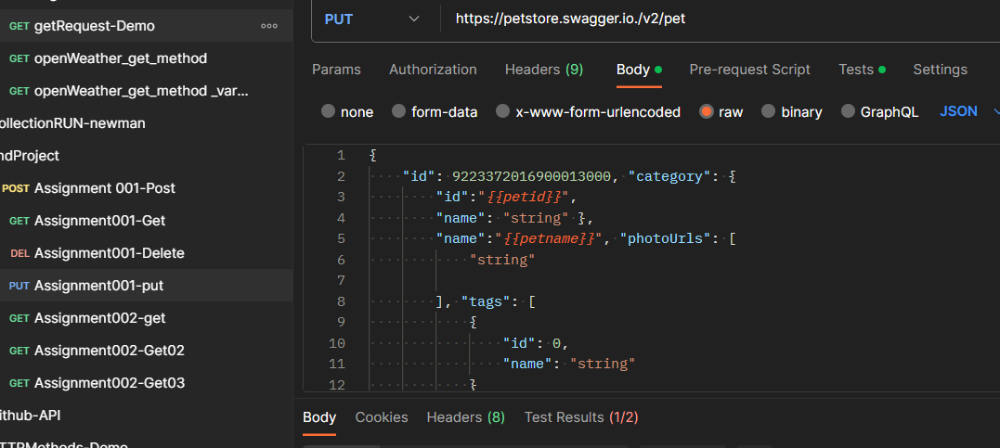 GET getRequest-Demo
GET openWeather_get_method
GET openWeather_get_method _var...
ollectionRUN-newman
ndProject
POST Assignment 001-Post
GET Assignment001-Get
DEL Assignment001-Delete
PUT Assignment001-put
GET Assignment002-get
GET Assignment002-Get02
GET Assignment002-Get03
ithub-API
TTPMethods-Demo
PUT https://petstore.swagger.io./v2/pet
Params Authorization Headers (9) Body Pre-request Script Tests Settings
none form-data x-www-form-urlencoded raw binary GraphQL JSON
1 {
2 "id": 9223372016900013000, "category": {
3 "id":"{{petid}}",
4 "name": "string" },
5 "name":"{{petname}}", "photoUrls": [
6 "string"
7
8 ], "tags": [
9 {
10 "id": 0,
11 "name": "string"
12 }
Body Cookies Headers (8) Test Results (1/2)